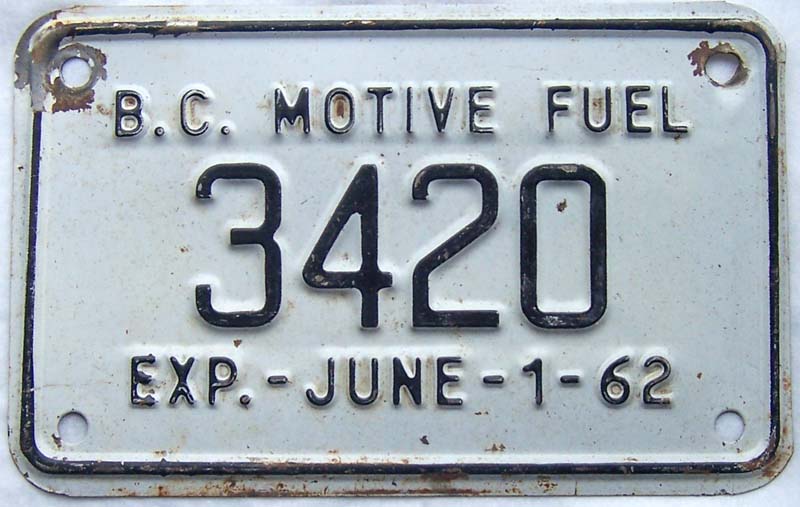 B.C. MOTIVE FUEL
3420
EXP.-JUNE-1-62